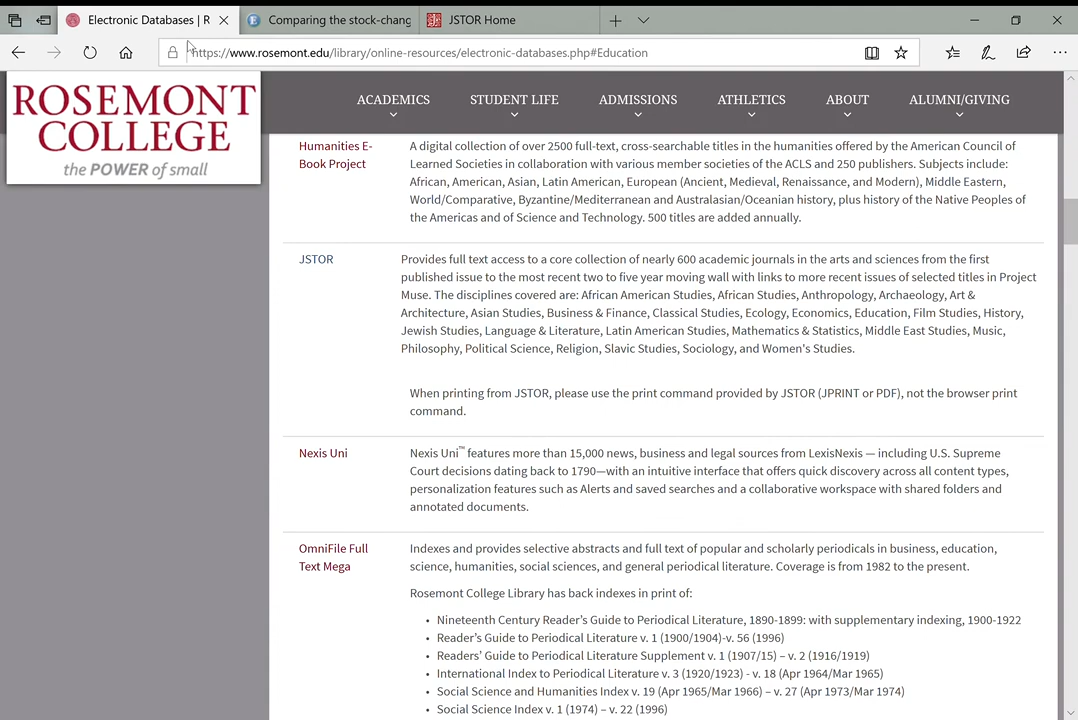 Electronic Databases | R
Comparing the stock-chang
JSTOR Home
https://www.rosemont.edu/library/online-resources/electronic-databases.php#Education
ROSEMONT
COLLEGE
the POWER of small
ACADEMICS
STUDENT LIFE
ADMISSIONS
ATHLETICS
ABOUT
ALUMNI/GIVING
Humanities E-
Book Project
A digital collection of over 2500 full-text, cross-searchable titles in the humanities offered by the American Council of
Learned Societies in collaboration with various member societies of the ACLS and 250 publishers. Subjects include:
African, American, Asian, Latin American, European (Ancient, Medieval, Renaissance, and Modern), Middle Eastern,
World/Comparative, Byzantine/Mediterranean and Australasian/Oceanian history, plus history of the Native Peoples of
the Americas and of Science and Technology. 500 titles are added annually.
JSTOR
Provides full text access to a core collection of nearly 600 academic journals in the arts and sciences from the first
published issue to the most recent two to five year moving wall with links to more recent issues of selected titles in Project
Muse. The disciplines covered are: African American Studies, African Studies, Anthropology, Archaeology, Art &
Architecture, Asian Studies, Business & Finance, Classical Studies, Ecology, Economics, Education, Film Studies, History,
Jewish Studies, Language & Literature, Latin American Studies, Mathematics & Statistics, Middle East Studies, Music,
Philosophy, Political Science, Religion, Slavic Studies, Sociology, and Women's Studies.
When printing from JSTOR, please use the print command provided by JSTOR (JPRINT or PDF), not the browser print
command.
Nexis Uni
Nexis Uni™ features more than 15,000 news, business and legal sources from LexisNexis — including U.S. Supreme
Court decisions dating back to 1790—with an intuitive interface that offers quick discovery across all content types,
personalization features such as Alerts and saved searches and a collaborative workspace with shared folders and
annotated documents.
OmniFile Full
Text Mega
Indexes and provides selective abstracts and full text of popular and scholarly periodicals in business, education,
science, humanities, social sciences, and general periodical literature. Coverage is from 1982 to the present.
Rosemont College Library has back indexes in print of:
• Nineteenth Century Reader's Guide to Periodical Literature, 1890-1899: with supplementary indexing, 1900-1922
• Reader's Guide to Periodical Literature v. 1 (1900/1904)-v. 56 (1996)
• Readers' Guide to Periodical Literature Supplement v. 1 (1907/15) – v. 2 (1916/1919)
• International Index to Periodical Literature v. 3 (1920/1923) - v. 18 (Apr 1964/Mar 1965)
• Social Science and Humanities Index v. 19 (Apr 1965/Mar 1966) – v. 27 (Apr 1973/Mar 1974)
• Social Science Index v. 1 (1974) – v. 22 (1996)